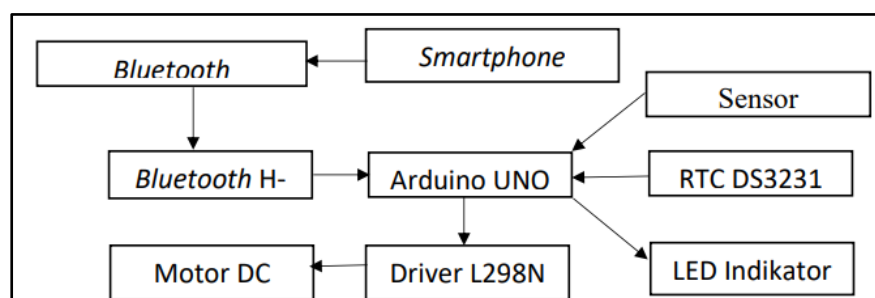 Bluetooth
Smartphone
Sensor
Bluetooth H-
Arduino UNO
RTC DS3231
Motor DC
Driver L298N
LED Indikator